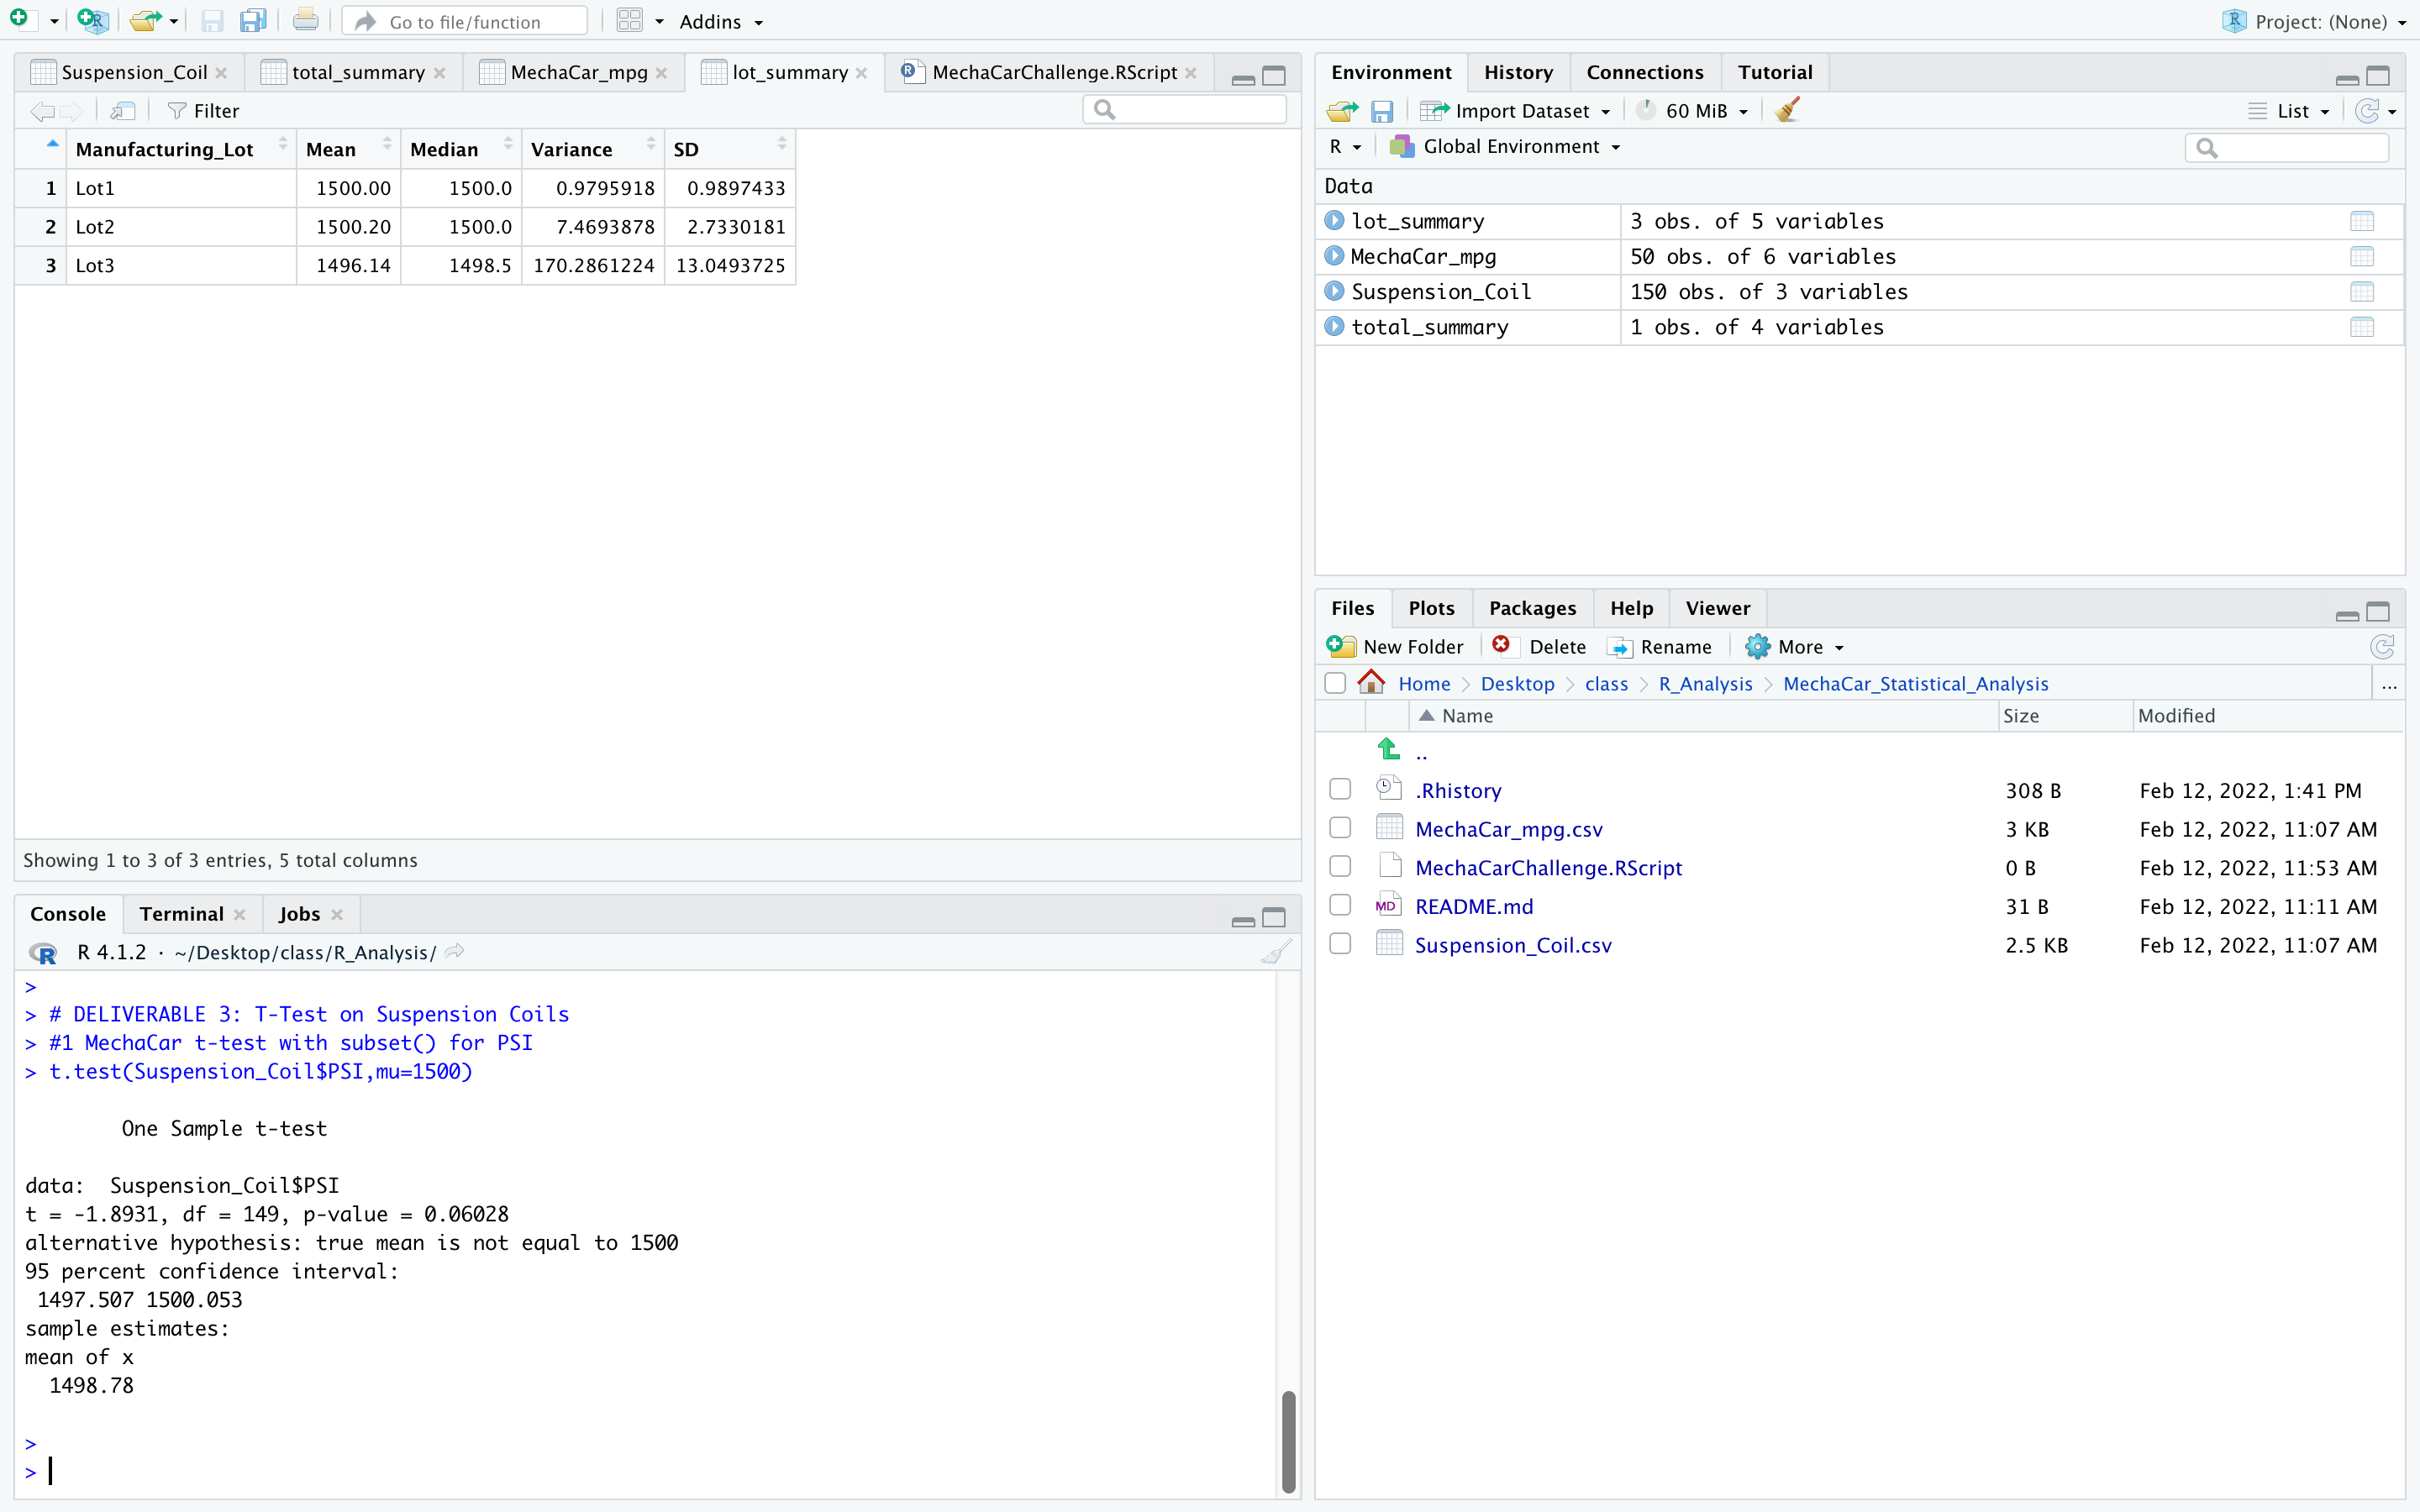 Go to file/function Addins Project: (None)
Suspension_Coil total_summary MechaCar_mpg lot_summary MechaCarChallenge.RScript
Filter
Manufacturing_Lot Mean Median Variance SD
1 Lot1 1500.00 1500.0 0.9795918 0.9897433
2 Lot2 1500.20 1500.0 7.4693878 2.7330181
3 Lot3 1496.14 1498.5 170.2861224 13.0493725
Showing 1 to 3 of 3 entries, 5 total columns
Console Terminal Jobs
R 4.1.2 · ~/Desktop/class/R_Analysis/
>
> # DELIVERABLE 3: T-Test on Suspension Coils
> #1 MechaCar t-test with subset() for PSI
> t.test(Suspension_Coil$PSI,mu=1500)
One Sample t-test
data: Suspension_Coil$PSI
t = -1.8931, df = 149, p-value = 0.06028
alternative hypothesis: true mean is not equal to 1500
95 percent confidence interval:
1497.507 1500.053
sample estimates:
mean of x
1498.78
>
>
Environment History Connections Tutorial
Import Dataset 60 MiB List
R Global Environment
Data
lot_summary 3 obs. of 5 variables
MechaCar_mpg 50 obs. of 6 variables
Suspension_Coil 150 obs. of 3 variables
total_summary 1 obs. of 4 variables
Files Plots Packages Help Viewer
New Folder Delete Rename More
Home Desktop class R_Analysis MechaCar_Statistical_Analysis ...
Name Size Modified
..
.Rhistory 308 B Feb 12, 2022, 1:41 PM
MechaCar_mpg.csv 3 KB Feb 12, 2022, 11:07 AM
MechaCarChallenge.RScript 0 B Feb 12, 2022, 11:53 AM
MD README.md 31 B Feb 12, 2022, 11:11 AM
Suspension_Coil.csv 2.5 KB Feb 12, 2022, 11:07 AM